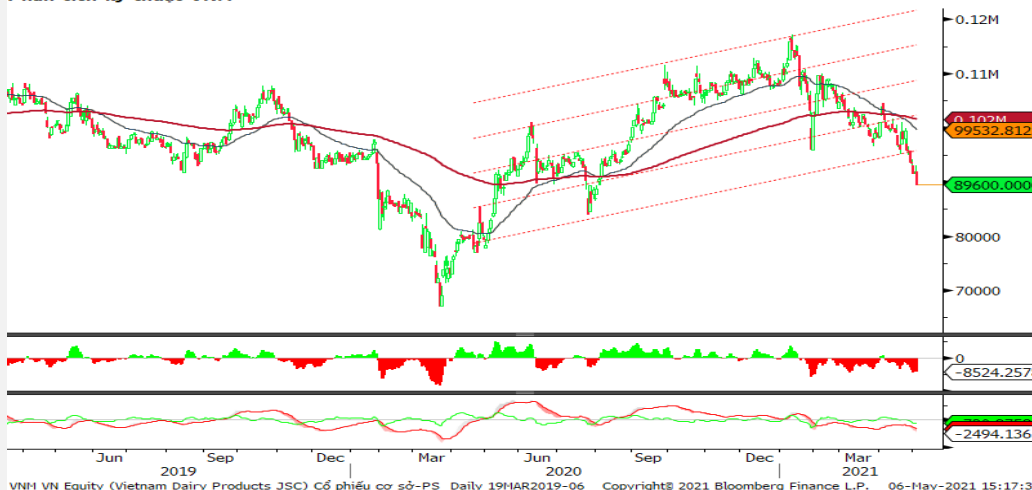 0.12M
0.11M
0.102M
99532.812
89600.000
80000
70000
0
-8524.257
-2494.136
Jun Sep Dec Mar Jun Sep Dec Mar
2019 2020 2021
VNM VN Equity (Vietnam Dairy Products JSC) Cổ phiếu cơ sở-PS Daily 19MAR2019-06 Copyright© 2021 Bloomberg Finance L.P. 06-May-2021 15:17:3